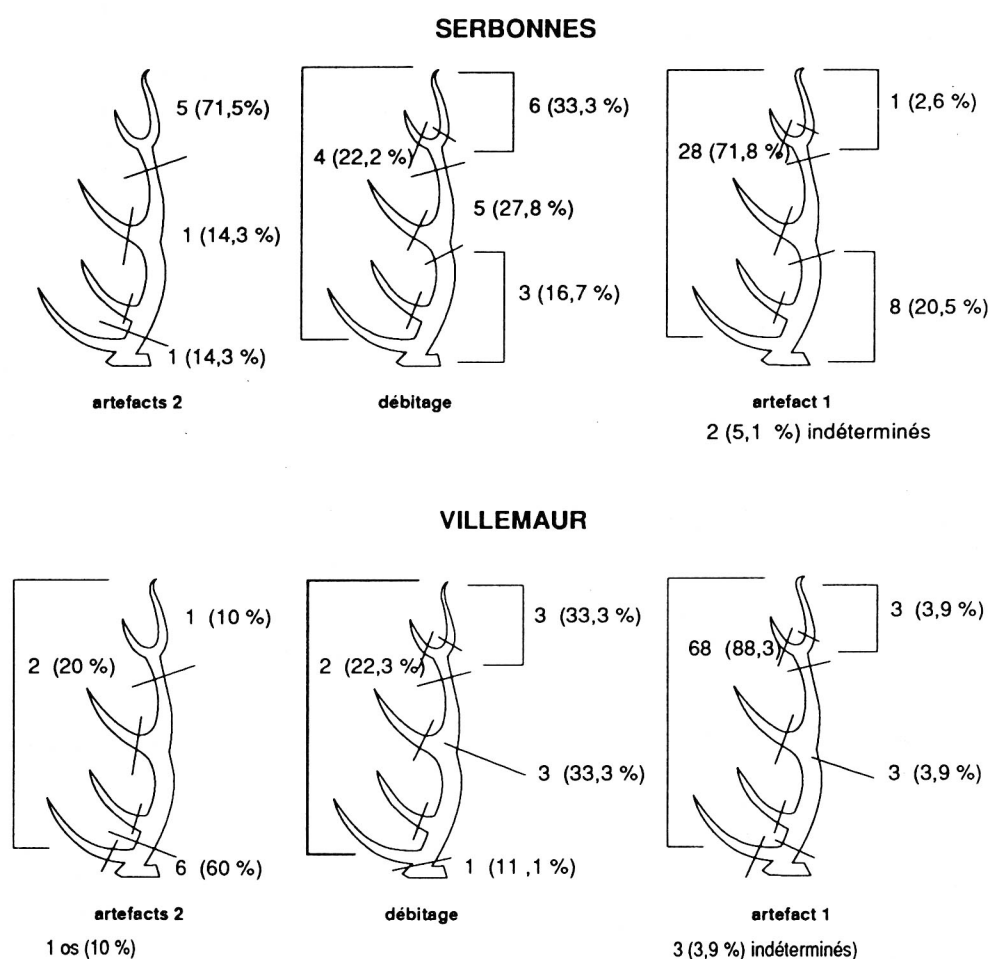 SERBONNES
5 (71,5%)
1 (14,3 %)
1 (14,3 %)
artefacts 2
6 (33,3 %)
4 (22,2 %)
5 (27,8 %)
3 (16,7 %)
débitage
1 (2,6 %)
28 (71,8 %)
8 (20,5 %)
artefact 1
2 (5,1 %) indéterminés
VILLEMAUR
1 (10 %)
2 (20 %)
6 (60 %)
artefacts 2
1 os (10 %)
3 (33,3 %)
2 (22,3 %)
3 (33,3 %)
1 (11 ,1 %)
débitage
3 (3,9 %)
68 (88,3)
3 (3,9 %)
artefact 1
3 (3,9 %) indéterminés)